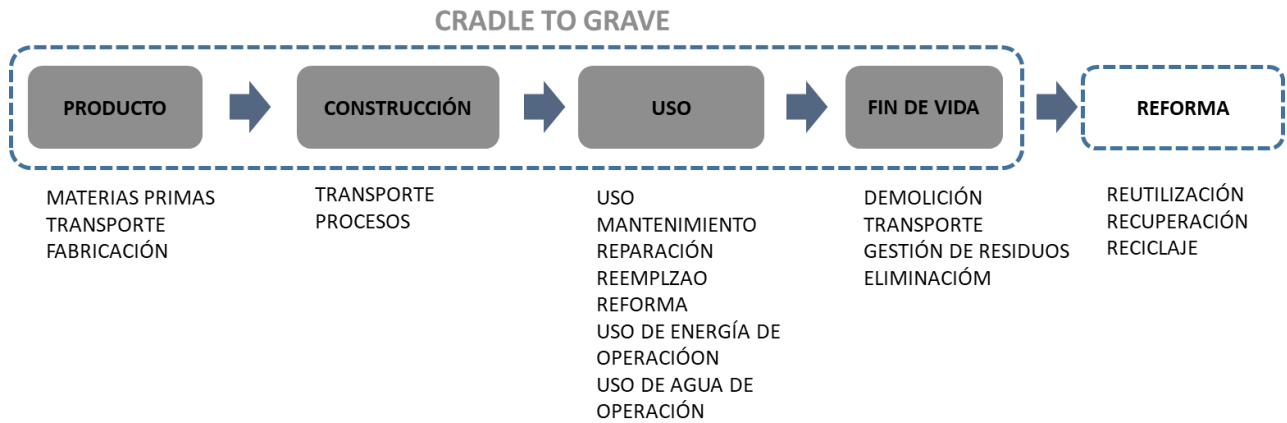 CRADLE TO GRAVE
PRODUCTO
CONSTRUCCIÓN
USO
FIN DE VIDA
REFORMA
MATERIAS PRIMAS
TRANSPORTE
FABRICACIÓN
TRANSPORTE
PROCESOS
USO
MANTENIMIENTO
REPARACIÓN
REEMPLZAO
REFORMA
USO DE ENERGÍA DE
OPERACIÓON
USO DE AGUA DE
OPERACIÓN
DEMOLICIÓN
TRANSPORTE
GESTIÓN DE RESIDUOS
ELIMINACIÓM
REUTILIZACIÓN
RECUPERACIÓN
RECICLAJE